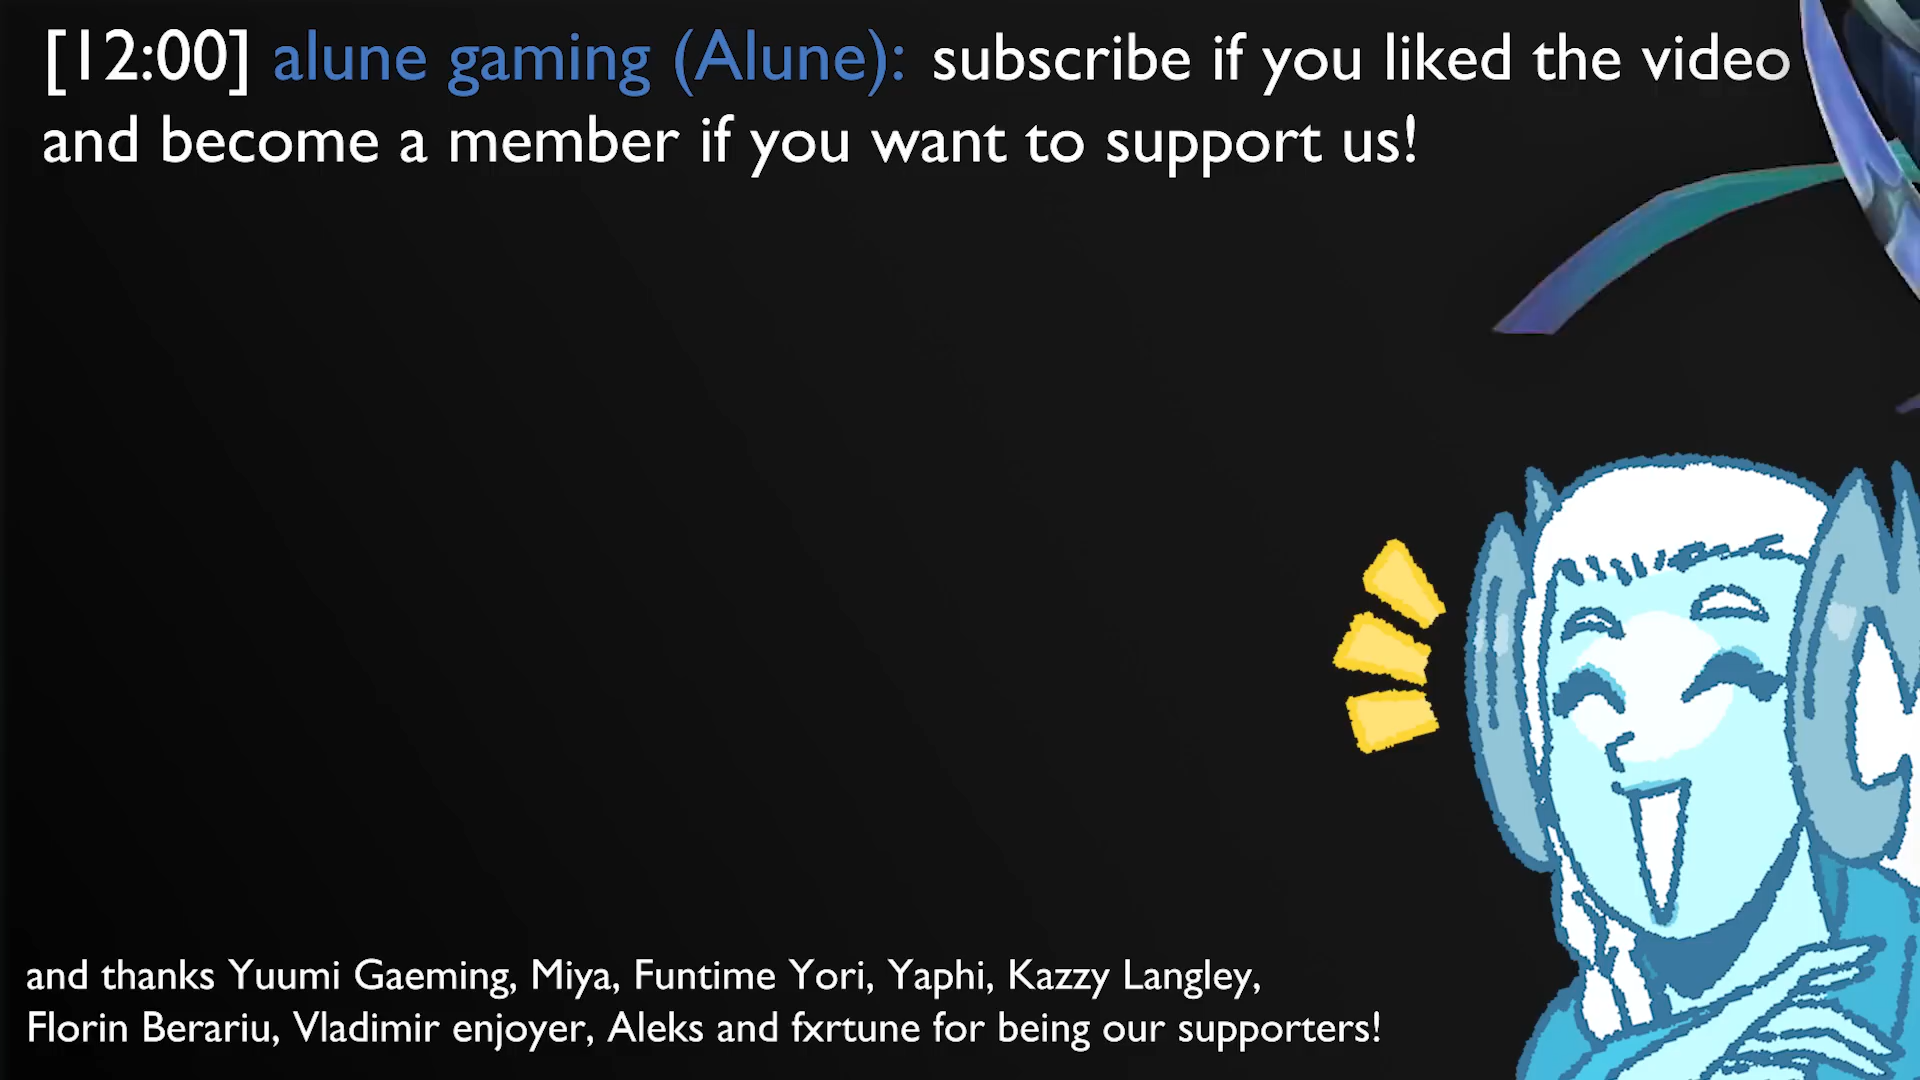 [12:00] alune gaming (Alune): subscribe if you liked the video
and become a member if you want to support us!
and thanks Yuumi Gaeming, Miya, Funtime Yori, Yaphi, Kazzy Langley,
Florin Berariu, Vladimir enjoyer, Aleks and fxrtune for being our supporters!